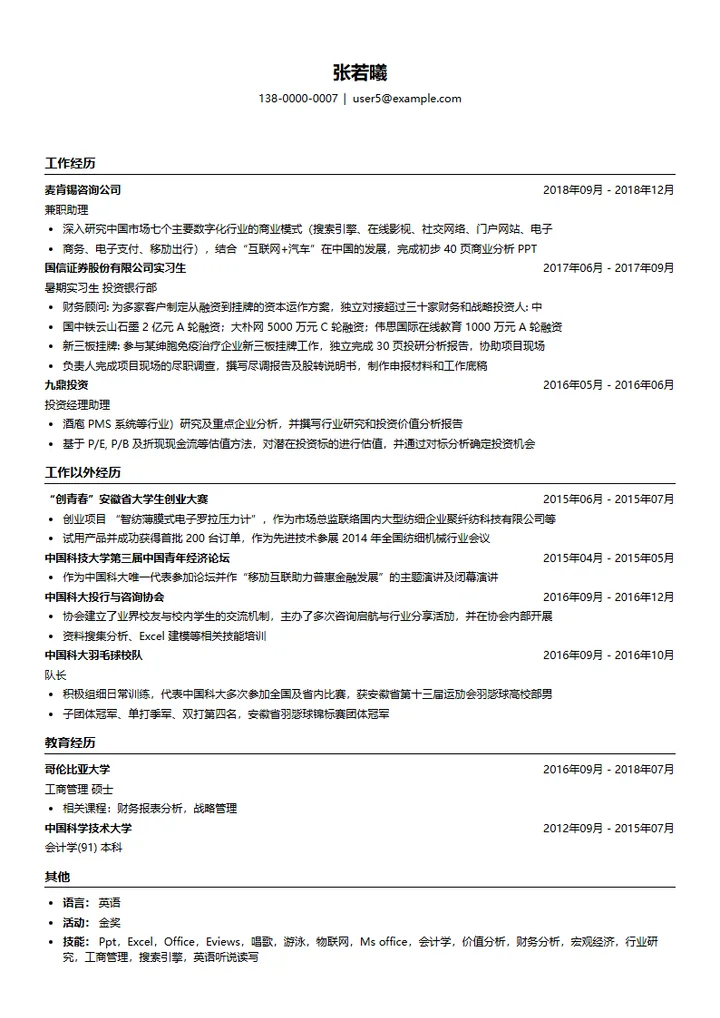 张若曦
138-0000-0007 | user5@example.com
工作经历
麦肯锡咨询公司 2018年09月 - 2018年12月
兼职助理
• 深入研究中国市场七个主要数字化行业的商业模式（搜索引擎、在线影视、社交网络、门户网站、电子
• 商务、电子支付、移动出行），结合“互联网+汽车”在中国的发展，完成初步 40 页商业分析 PPT
国信证券股份有限公司实习生 2017年06月 - 2017年09月
暑期实习生 投资银行部
• 财务顾问: 为多家客户制定从融资到挂牌的资本运作方案，独立对接超过三十家财务和战略投资人: 中
• 国中铁云山石墨 2 亿元 A 轮融资；大朴网 5000 万元 C 轮融资；伟思国际在线教育 1000 万元 A 轮融资
• 新三板挂牌: 参与某细胞免疫治疗企业新三板挂牌工作，独立完成 30 页投研分析报告，协助项目现场
• 负责人完成项目现场的尽职调查，撰写尽调报告及股转说明书，制作申报材料和工作底稿
九鼎投资 2016年05月 - 2016年06月
投资经理助理
• 酒庖 PMS 系统等行业）研究及重点企业分析，并撰写行业研究和投资价值分析报告
• 基于 P/E, P/B 及折现现金流等估值方法，对潜在投资标的进行估值，并通过对标分析确定投资机会
工作以外经历
“创青春”安徽省大学生创业大赛 2015年06月 - 2015年07月
• 创业项目 “智纺薄膜式电子罗拉压力计”，作为市场总监联络国内大型纺细企业聚纤纺科技有限公司等
• 试用产品并成功获得首批 200 台订单，作为先进技术参展 2014 年全国纺细机械行业会议
中国科技大学第三届中国青年经济论坛 2015年04月 - 2015年05月
• 作为中国科大唯一代表参加论坛并作“移动互联助力普惠金融发展”的主题演讲及闭幕演讲
中国科大投行与咨询协会 2016年09月 - 2016年12月
• 协会建立了业界校友与校内学生的交流机制，主办了多次咨询启航与行业分享活动，并在协会内部开展
• 资料搜集分析、Excel 建模等相关技能培训
中国科大羽毛球校队 2016年09月 - 2016年10月
队长
• 积极组细日常训练，代表中国科大多次参加全国及省内比赛，获安徽省第十三届运动会羽毖球高校部男
• 子团体冠军、单打季军、双打第四名，安徽省羽毖球锦标赛团体冠军
教育经历
哥伦比亚大学 2016年09月 - 2018年07月
工商管理 硕士
• 相关课程：财务报表分析，战略管理
中国科学技术大学 2012年09月 - 2015年07月
会计学(91) 本科
其他
• 语言： 英语
• 活动： 金奖
• 技能： Ppt，Excel，Office，Eviews，唱歌，游泳，物联网，Ms office，会计学，价值分析，财务分析，宏观经济，行业研
究，工商管理，搜索引擎，英语听说读写